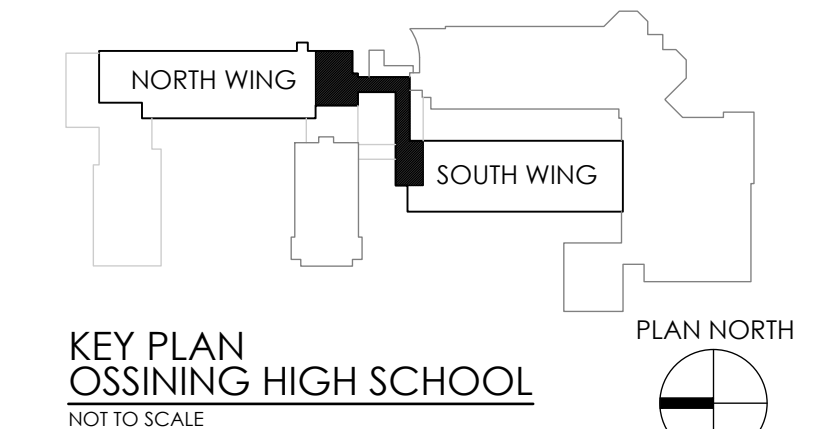 NORTH WING
SOUTH WING
KEY PLAN
OSSINING HIGH SCHOOL
NOT TO SCALE
PLAN NORTH